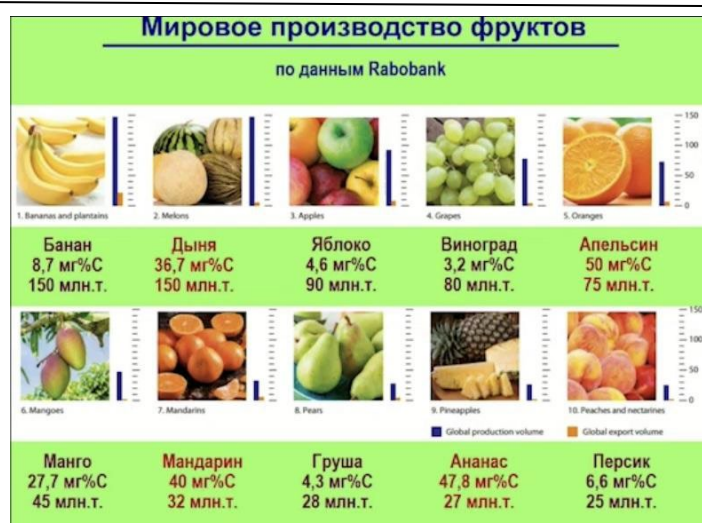 Мировое производство фруктов
по данным Rabobank
150
100
50
0
1. Bananas and plantains
2. Melons
3. Apples
4. Grapes
5. Oranges
Банан
8,7 мг%С
150 млн.т.
Дыня
36,7 мг%С
150 млн.т.
Яблоко
4,6 мг%С
90 млн.т.
Виноград
3,2 мг%С
80 млн.т.
Апельсин
50 мг%С
75 млн.т.
150
100
50
0
6. Mangoes
7. Mandarins
8. Pears
9. Pineapples
10. Peaches and nectarines
Global production volume
Global export volume
Манго
27,7 мг%С
45 млн.т.
Мандарин
40 мг%С
32 млн.т.
Груша
4,3 мг%С
28 млн.т.
Ананас
47,8 мг%С
27 млн.т.
Персик
6,6 мг%С
25 млн.т.